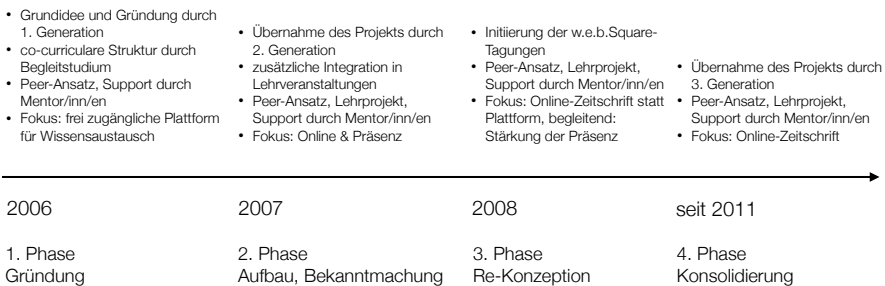 • Grundidee und Gründung durch
1. Generation
• co-curriculare Struktur durch
Begleitstudium
• Peer-Ansatz, Support durch
Mentor/inn/en
• Fokus: frei zugängliche Plattform
für Wissensaustausch
• Übernahme des Projekts durch
2. Generation
• zusätzliche Integration in
Lehrveranstaltungen
• Peer-Ansatz, Lehrprojekt,
Support durch Mentor/inn/en
• Fokus: Online & Präsenz
• Initiierung der w.e.b.Square-
Tagungen
• Peer-Ansatz, Lehrprojekt,
Support durch Mentor/inn/en
• Fokus: Online-Zeitschrift statt
Plattform, begleitend:
Stärkung der Präsenz
• Übernahme des Projekts durch
3. Generation
• Peer-Ansatz, Lehrprojekt,
Support durch Mentor/inn/en
• Fokus: Online-Zeitschrift
2006
1. Phase
Gründung
2007
2. Phase
Aufbau, Bekanntmachung
2008
3. Phase
Re-Konzeption
seit 2011
4. Phase
Konsolidierung